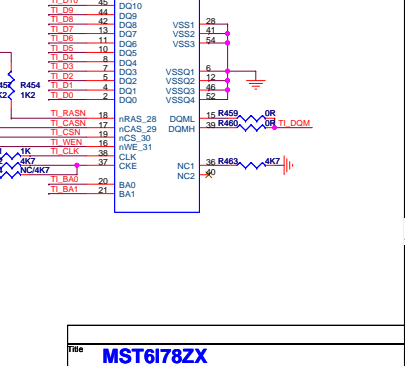 TI_D10 45 DQ10
TI_D9 44 DQ9
TI_D8 42 DQ8 VSS1 28
TI_D7 13 DQ7 VSS2 41
TI_D6 11 DQ6 VSS3 54
TI_D5 10 DQ5
TI_D4 8 DQ4
TI_D3 7 DQ3 VSSQ1 6
TI_D2 5 DQ2 VSSQ2 12
R454 TI_D1 4 DQ1 VSSQ3 46
1K2 TI_D0 2 DQ0 VSSQ4 52
TI_RASN 18 nRAS_28 DQML 15 R459 0R
TI_CASN 17 nCAS_29 DQMH 39 R460 0R TI_DQM
TI_CSN 19 nCS_30
TI_WEN 16 nWE_31
1K TI_CLK 38 CLK
4K7 37 CKE NC1 36 R463 4K7
NC/4K7 NC2 40
TI_BA0 20 BA0
TI_BA1 21 BA1
Title
MST6I78ZX